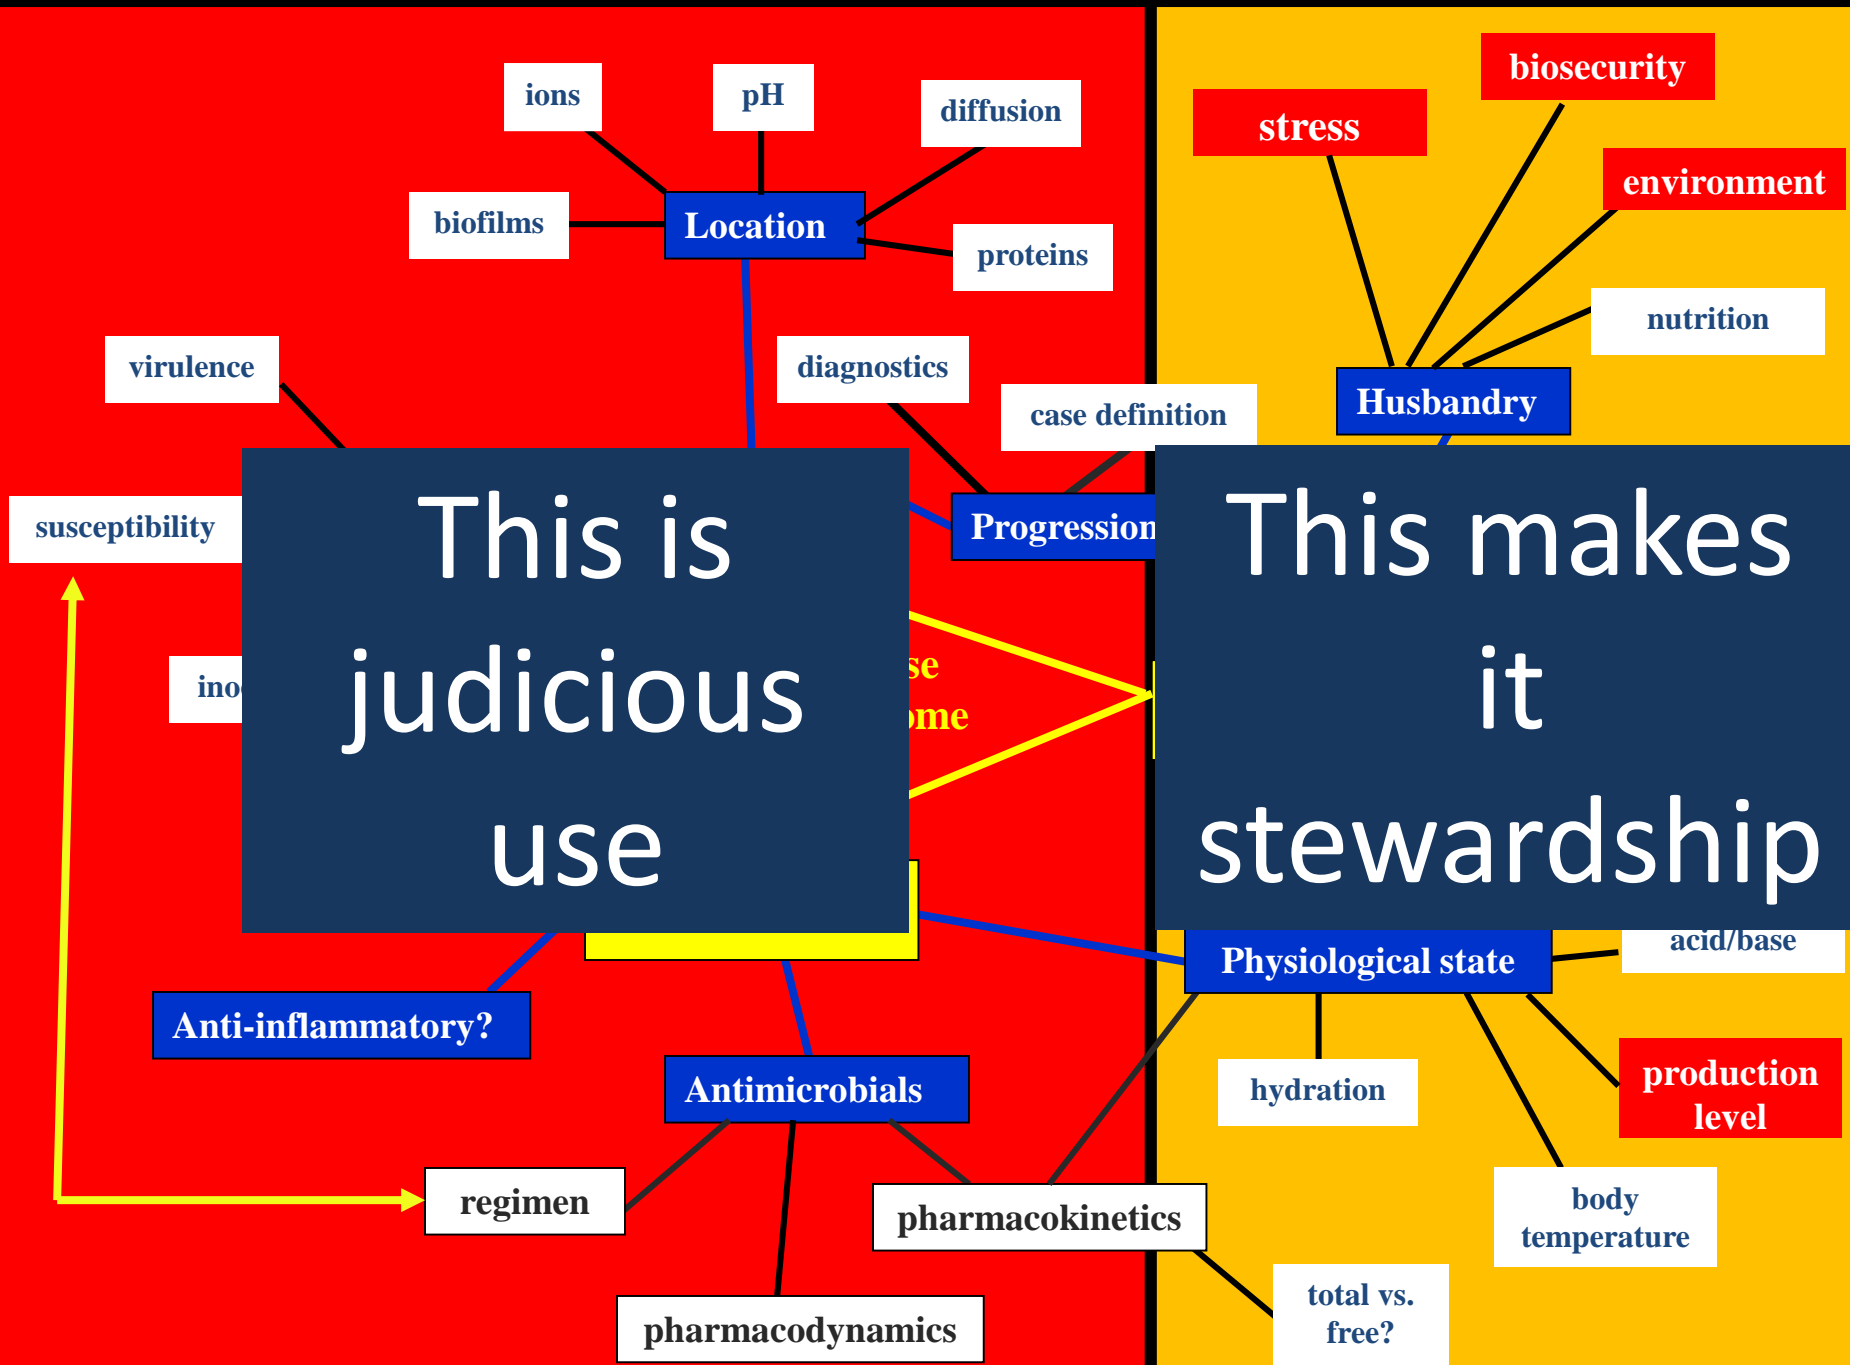 biosecurity
ions
pH
diffusion
stress
environment
biofilms
Location
proteins
nutrition
virulence
diagnostics
case definition
Husbandry
susceptibility
This is
judicious
use
Progression
This makes
it
stewardship
acid/base
Physiological state
Anti-inflammatory?
Antimicrobials
hydration
production
level
regimen
pharmacokinetics
body
temperature
total vs.
free?
pharmacodynamics